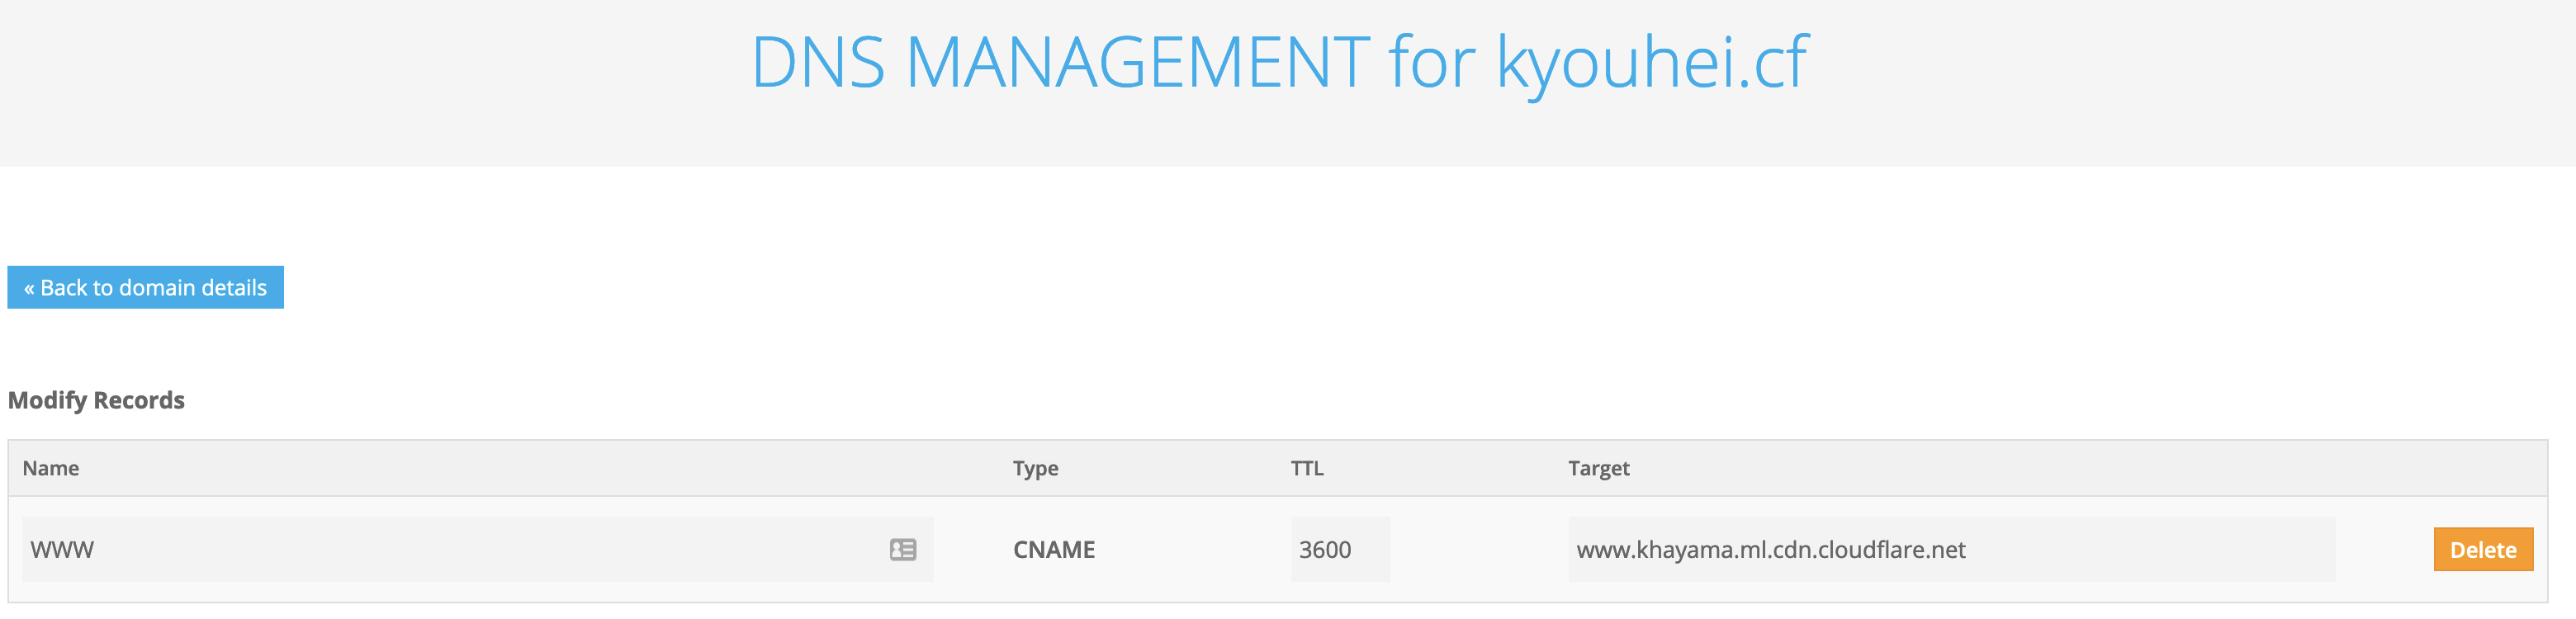 DNS MANAGEMENT for kyouhei.cf
« Back to domain details
Modify Records
Name Type TTL Target
WWW CNAME 3600 www.khayama.ml.cdn.cloudflare.net Delete